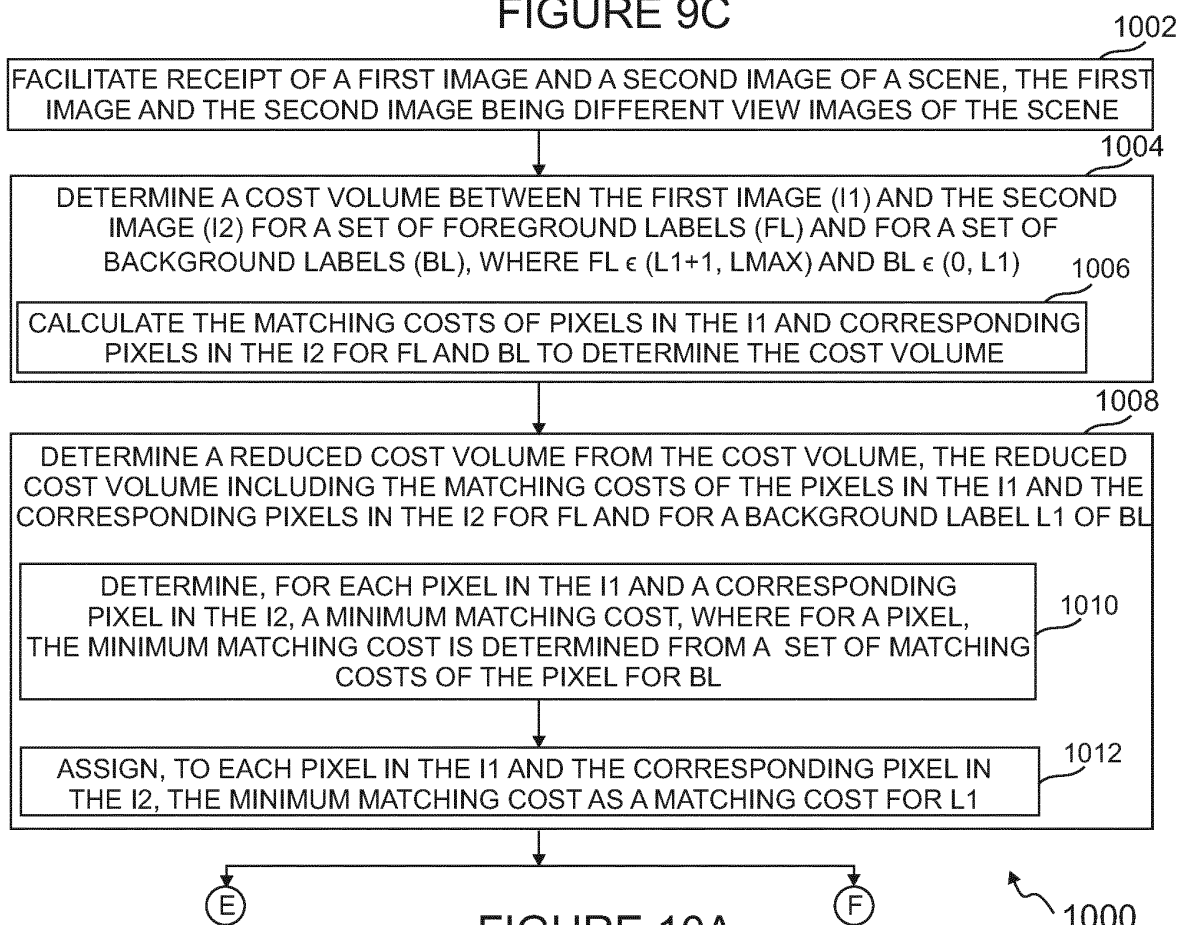 FIGURE 9C
1002
FACILITATE RECEIPT OF A FIRST IMAGE AND A SECOND IMAGE OF A SCENE, THE FIRST
IMAGE AND THE SECOND IMAGE BEING DIFFERENT VIEW IMAGES OF THE SCENE
1004
DETERMINE A COST VOLUME BETWEEN THE FIRST IMAGE (I1) AND THE SECOND
IMAGE (I2) FOR A SET OF FOREGROUND LABELS (FL) AND FOR A SET OF
BACKGROUND LABELS (BL), WHERE FL ϵ (L1+1, LMAX) AND BL ϵ (0, L1)
1006
CALCULATE THE MATCHING COSTS OF PIXELS IN THE I1 AND CORRESPONDING
PIXELS IN THE I2 FOR FL AND BL TO DETERMINE THE COST VOLUME
1008
DETERMINE A REDUCED COST VOLUME FROM THE COST VOLUME, THE REDUCED
COST VOLUME INCLUDING THE MATCHING COSTS OF THE PIXELS IN THE I1 AND THE
CORRESPONDING PIXELS IN THE I2 FOR FL AND FOR A BACKGROUND LABEL L1 OF BL
DETERMINE, FOR EACH PIXEL IN THE I1 AND A CORRESPONDING
PIXEL IN THE I2, A MINIMUM MATCHING COST, WHERE FOR A PIXEL,
THE MINIMUM MATCHING COST IS DETERMINED FROM A SET OF MATCHING
COSTS OF THE PIXEL FOR BL
1010
ASSIGN, TO EACH PIXEL IN THE I1 AND THE CORRESPONDING PIXEL IN
THE I2, THE MINIMUM MATCHING COST AS A MATCHING COST FOR L1
1012
E
F
1000
FIGURE 10A